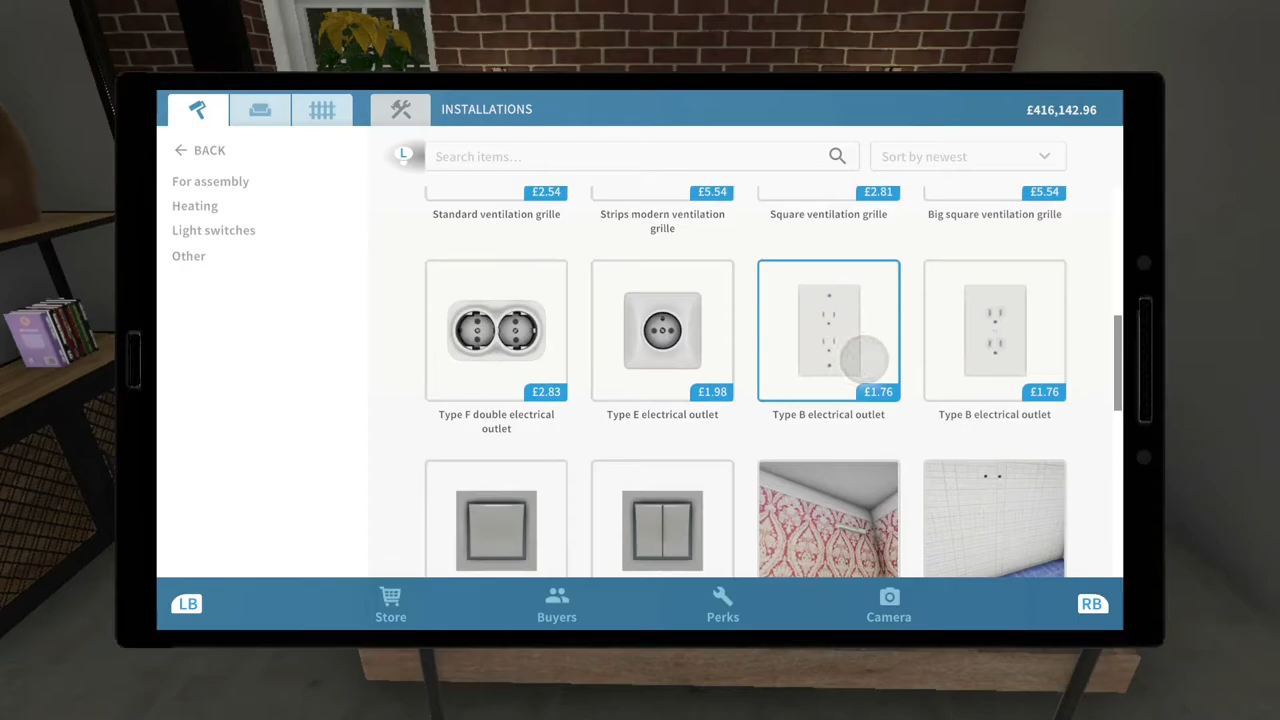 INSTALLATIONS
£416,142.96
BACK
For assembly
Heating
Light switches
Other
L
Search items...
Sort by newest
£2.54
£5.54
£2.81
£5.54
Standard ventilation grille
Strips modern ventilation
grille
Square ventilation grille
Big square ventilation grille
£2.83
£1.98
£1.76
£1.76
Type F double electrical
outlet
Type E electrical outlet
Type B electrical outlet
Type B electrical outlet
LB
Store
Buyers
Perks
Camera
RB